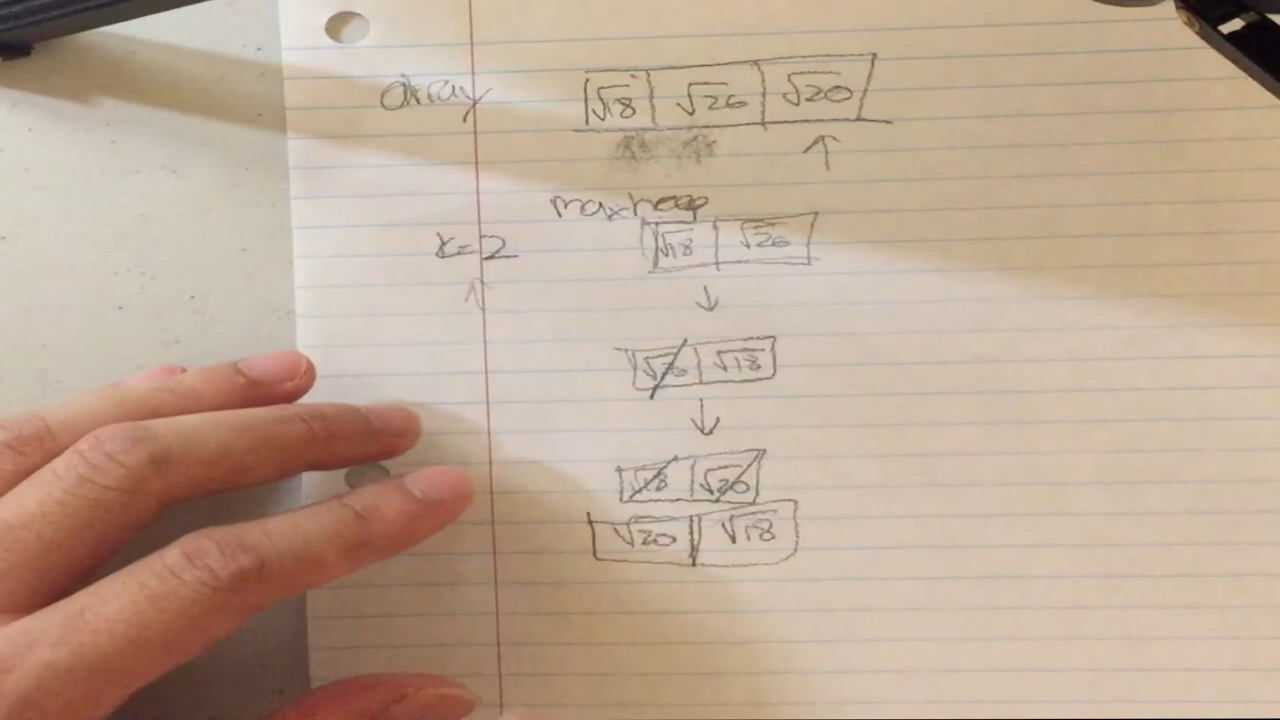 array √18 √26 √20
maxheap
k=2 √18 √26
√26 √18
√18 √20
√20 √18